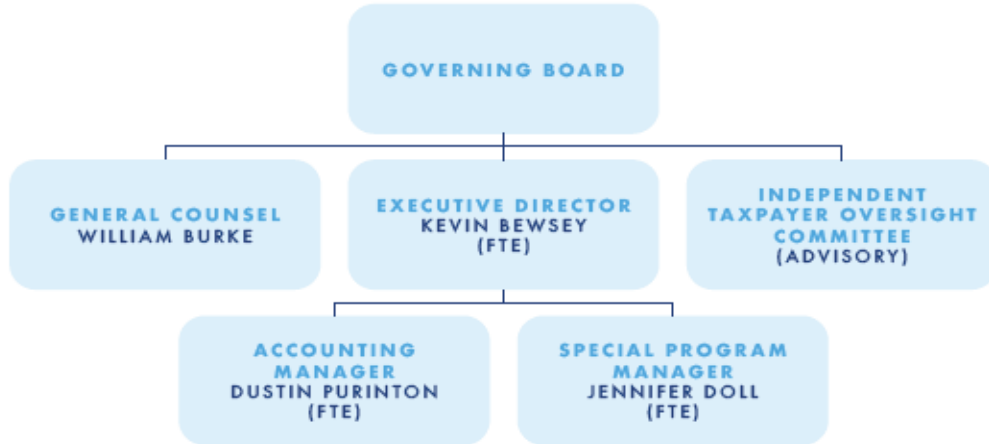 GOVERNING BOARD
GENERAL COUNSEL
WILLIAM BURKE
EXECUTIVE DIRECTOR
KEVIN BEWSEY
(FTE)
INDEPENDENT
TAXPAYER OVERSIGHT
COMMITTEE
(ADVISORY)
ACCOUNTING
MANAGER
DUSTIN PURINTON
(FTE)
SPECIAL PROGRAM
MANAGER
JENNIFER DOLL
(FTE)